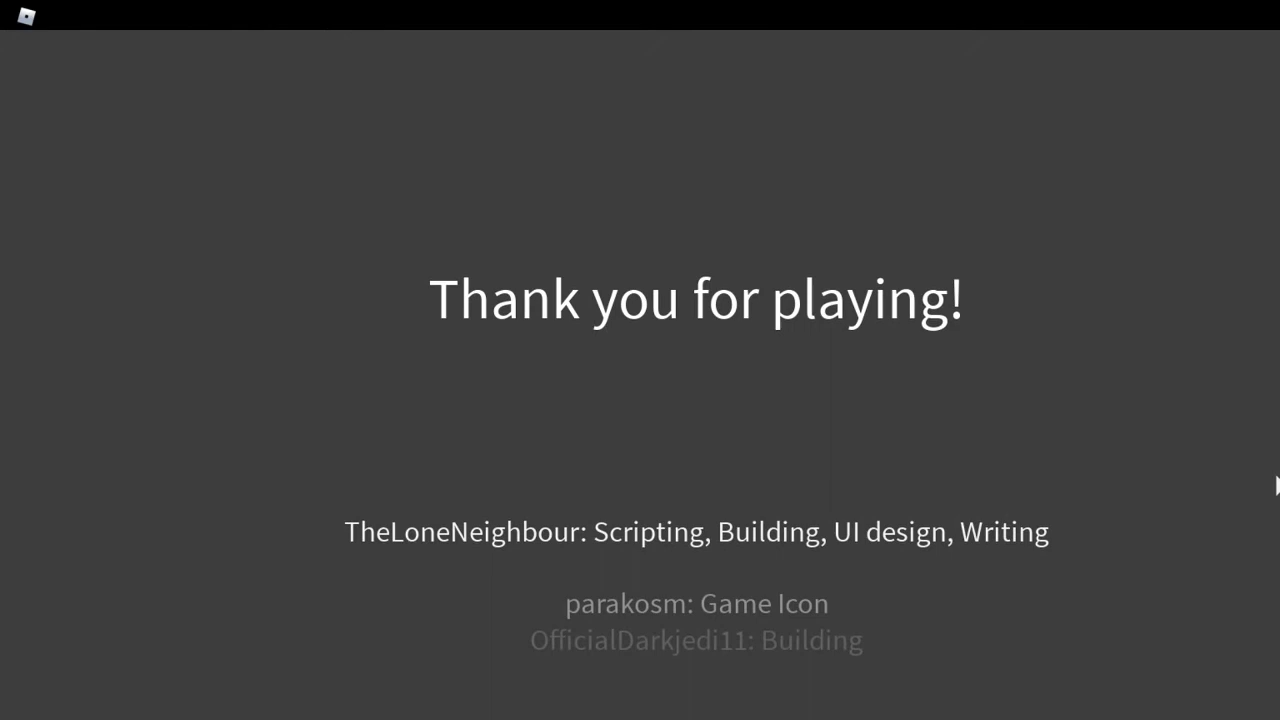 Thank you for playing!
TheLoneNeighbour: Scripting, Building, UI design, Writing
parakosm: Game Icon
OfficialDarkjedi11: Building